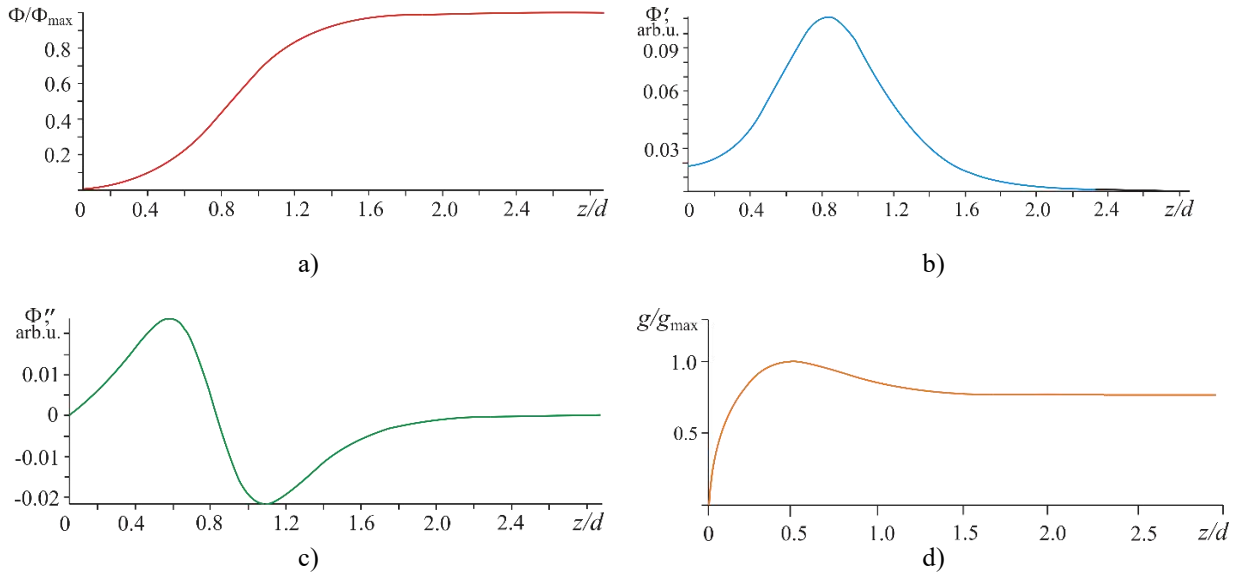 Φ/Φmax
0.8
0.6
0.4
0.2
0 0.4 0.8 1.2 1.6 2.0 2.4 z/d
a)
Φ′,
arb.u.
0.09
0.06
0.03
0 0.4 0.8 1.2 1.6 2.0 2.4 z/d
b)
Φ″,
arb.u.
0.01
0
-0.01
-0.02
0 0.4 0.8 1.2 1.6 2.0 2.4 z/d
c)
g/gmax
1.0
0.5
0 0.5 1.0 1.5 2.0 2.5 z/d
d)